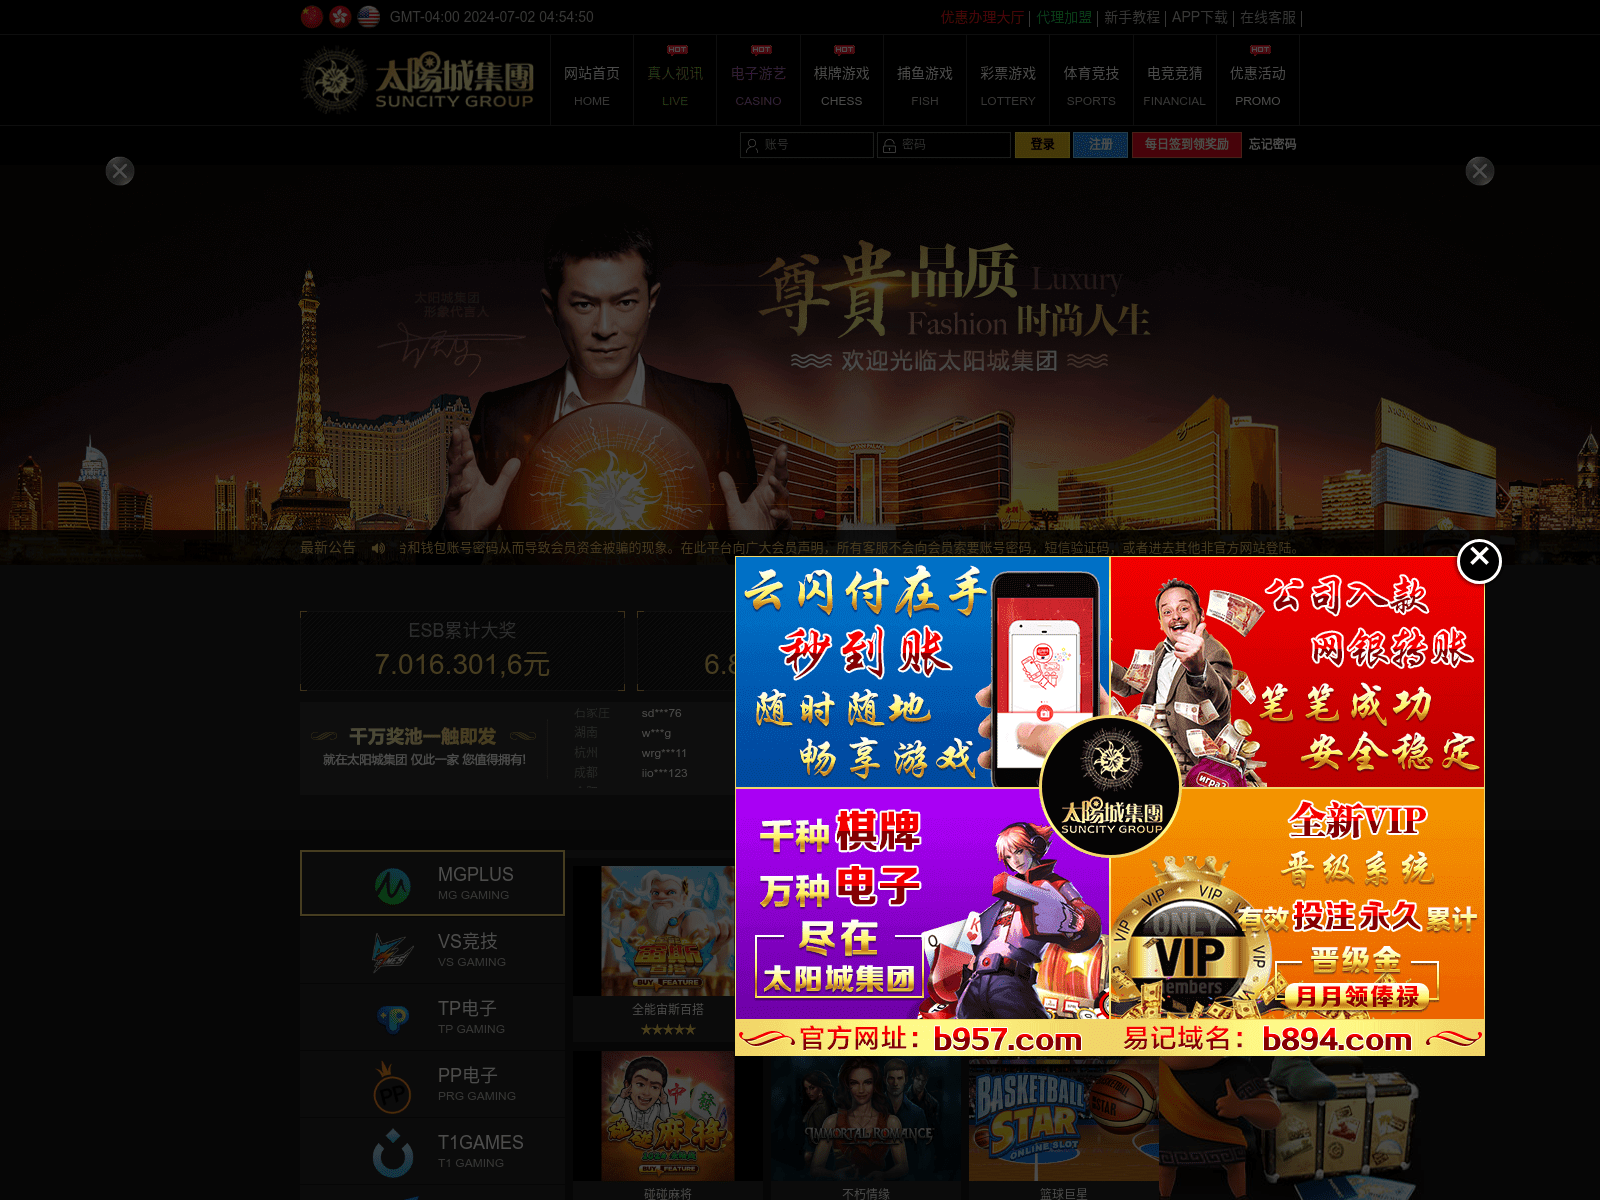 GMT-04:00 2024-07-02 04:54:50
优惠办理大厅 | 代理加盟 | 新手教程 | APP下载 | 在线客服 |
太陽城集團
SUNCITY GROUP
HOT
HOT
HOT
HOT
网站首页 真人视讯 电子游艺 棋牌游戏 捕鱼游戏 彩票游戏 体育竞技 电竞竞猜 优惠活动
HOME LIVE CASINO CHESS FISH LOTTERY SPORTS FINANCIAL PROMO
账号 密码 登录 注册 每日签到领奖励 忘记密码
太阳城集团
形象代言人
尊貴品质 Luxury
Fashion 时尚人生
欢迎光临太阳城集团
最新公告 台和钱包账号密码从而导致会员资金被骗的现象。在此平台向广大会员声明，所有客服不会向会员索要账号密码，短信验证码，或者进去其他非官方网站登陆。
ESB累计大奖
7.016.301,6元
6.8
千万奖池一触即发
就在太阳城集团 仅此一家 您值得拥有!
石家庄 sd***76
湖南 w***g
杭州 wrg***11
成都 iio***123
云闪付在手
秒到账
随时随地
畅享游戏
公司入款
网银转账
笔笔成功
安全稳定
игра?
太陽城集團
SUNCITY GROUP
千种棋牌
万种电子
尽在
太阳城集团
Q
K
全新VIP
晋级系统
有效投注永久累计
晋级金
月月领俸禄
VIP VIP VIP VIP
ONLY
VIP
Members
官方网址：b957.com 易记域名：b894.com
MGPLUS
MG GAMING
VS竞技
VS GAMING
TP电子
TP GAMING
PP电子
PRG GAMING
T1GAMES
T1 GAMING
BUY FEATURE
全能宙斯百搭
★★★★★
碰碰麻将
BUY FEATURE
碰碰麻将
IMMORTAL ROMANCE
不朽情缘
BASKETBALL
STAR
ONLINE SLOT
篮球巨星